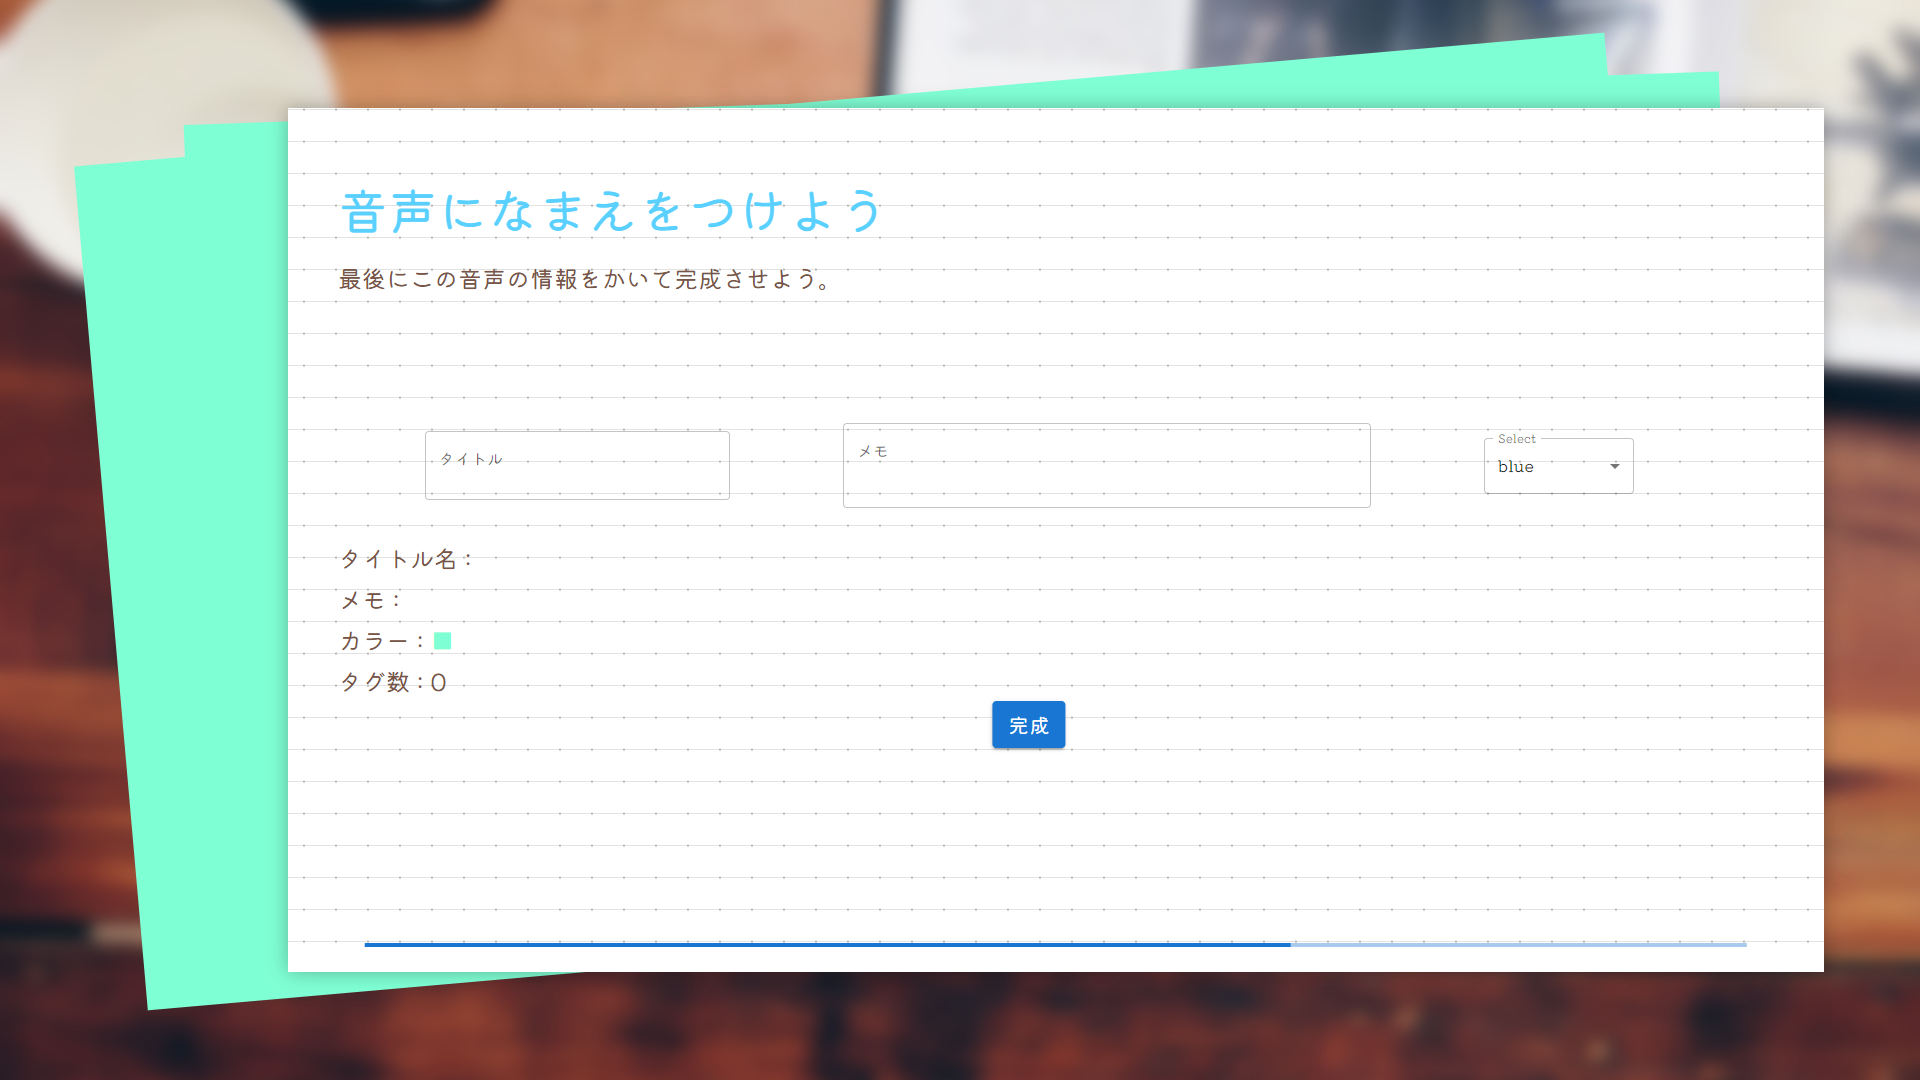 音声になまえをつけよう
最後にこの音声の情報をかいて完成させよう。
タイトル
メモ
Select
blue
タイトル名：
メモ：
カラー：
タグ数：0
完成